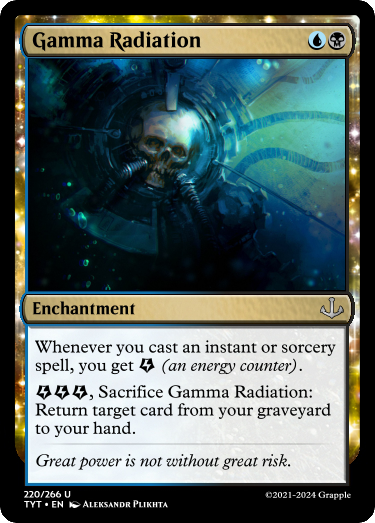 Gamma Radiation
Enchantment
Whenever you cast an instant or sorcery
spell, you get (an energy counter).
, Sacrifice Gamma Radiation:
Return target card from your graveyard
to your hand.
Great power is not without great risk.
220/266 U
TYT • EN Aleksandr Plikhta
©2021-2024 Grapple